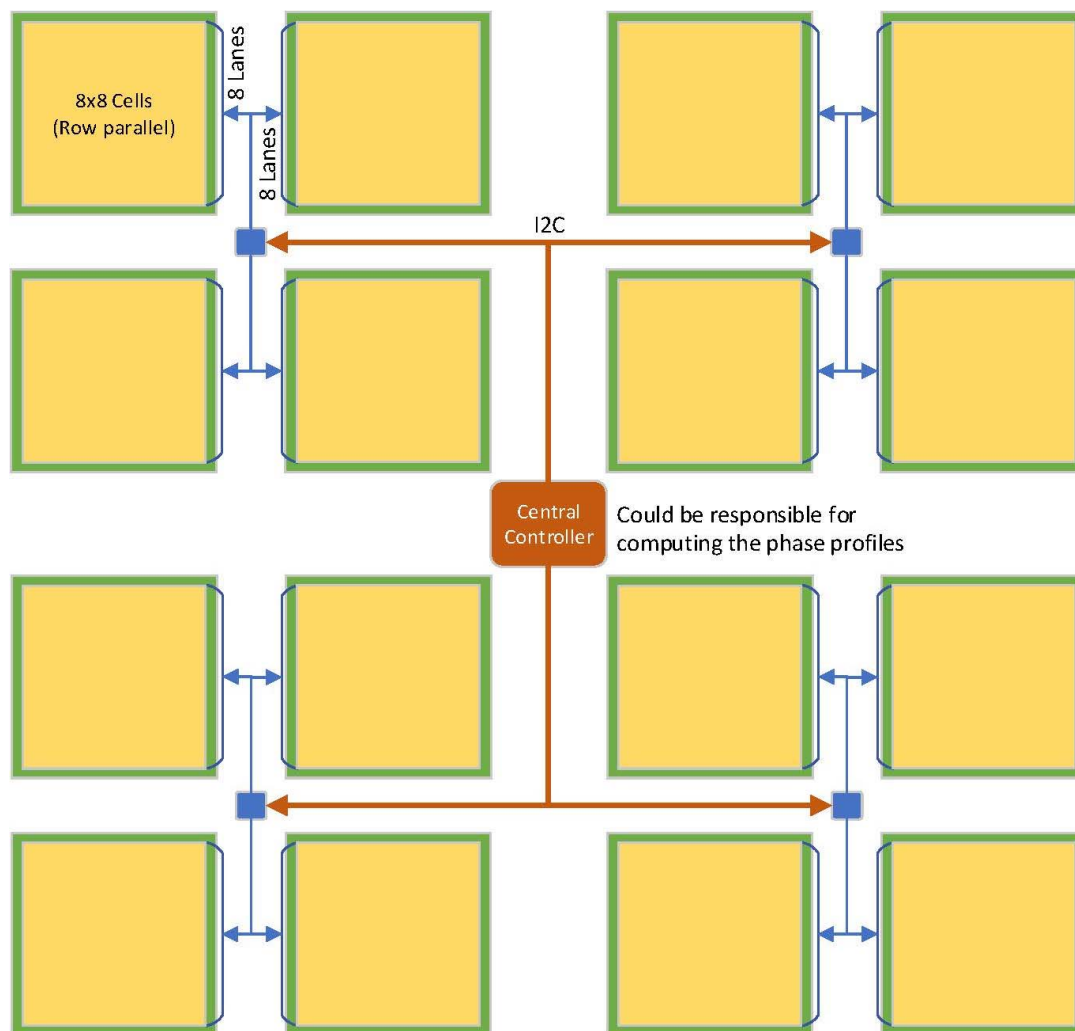 8 Lanes
8x8 Cells
(Row parallel)
8 Lanes
I2C
Central
Controller
Could be responsible for
computing the phase profiles